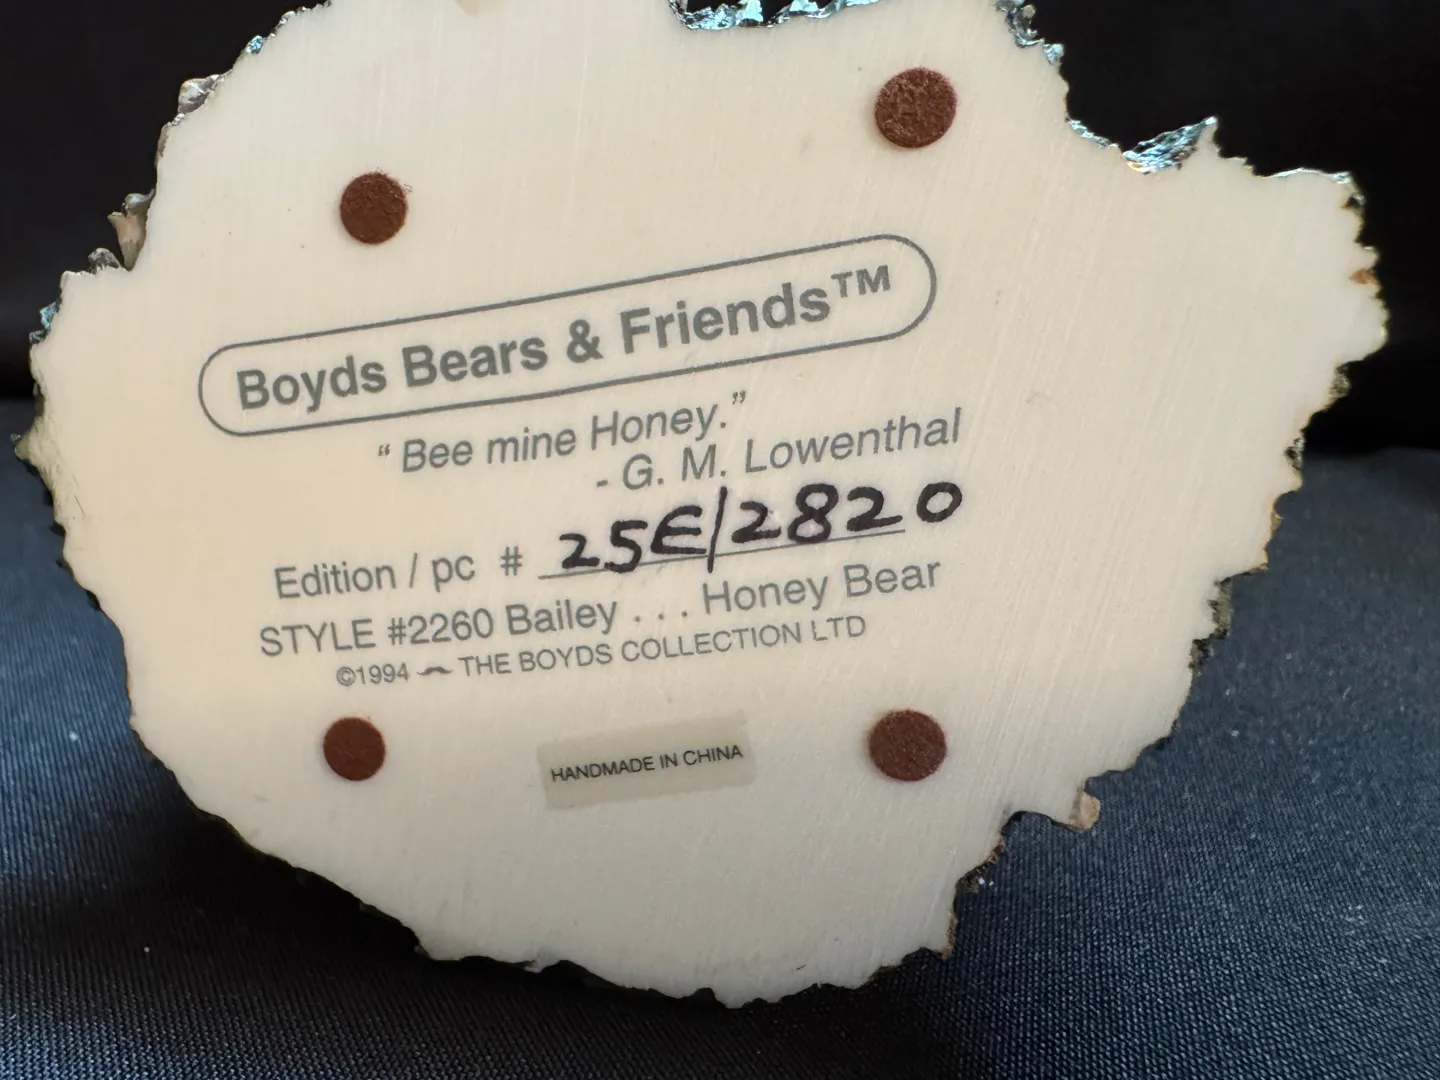 Boyds Bears & Friends™
“Bee mine Honey.”
- G. M. Lowenthal
Edition / pc # 25E/2820
STYLE #2260 Bailey . . . Honey Bear
©1994 ~ THE BOYDS COLLECTION LTD
HANDMADE IN CHINA